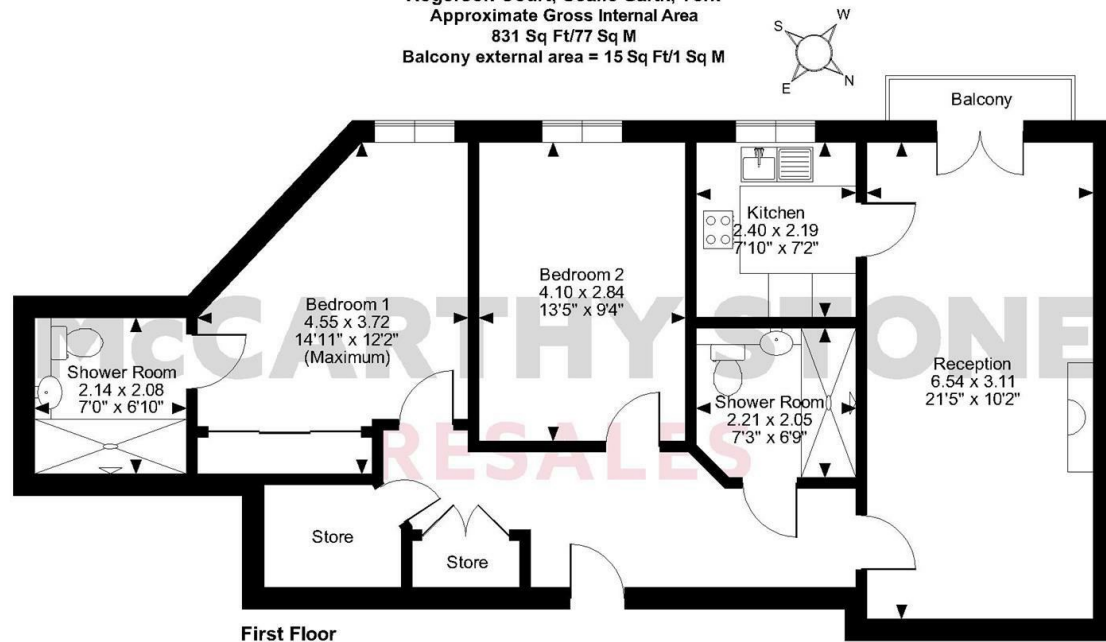 Approximate Gross Internal Area
831 Sq Ft/77 Sq M
Balcony external area = 15 Sq Ft/1 Sq M
S
W
E
N
Balcony
Kitchen
2.40 x 2.19
7'10" x 7'2"
Bedroom 2
4.10 x 2.84
13'5" x 9'4"
Bedroom 1
4.55 x 3.72
14'11" x 12'2"
(Maximum)
McCARTHY STONE
RESALES
Shower Room
2.14 x 2.08
7'0" x 6'10"
Reception
6.54 x 3.11
21'5" x 10'2"
Shower Room
2.21 x 2.05
7'3" x 6'9"
Store
Store
First Floor